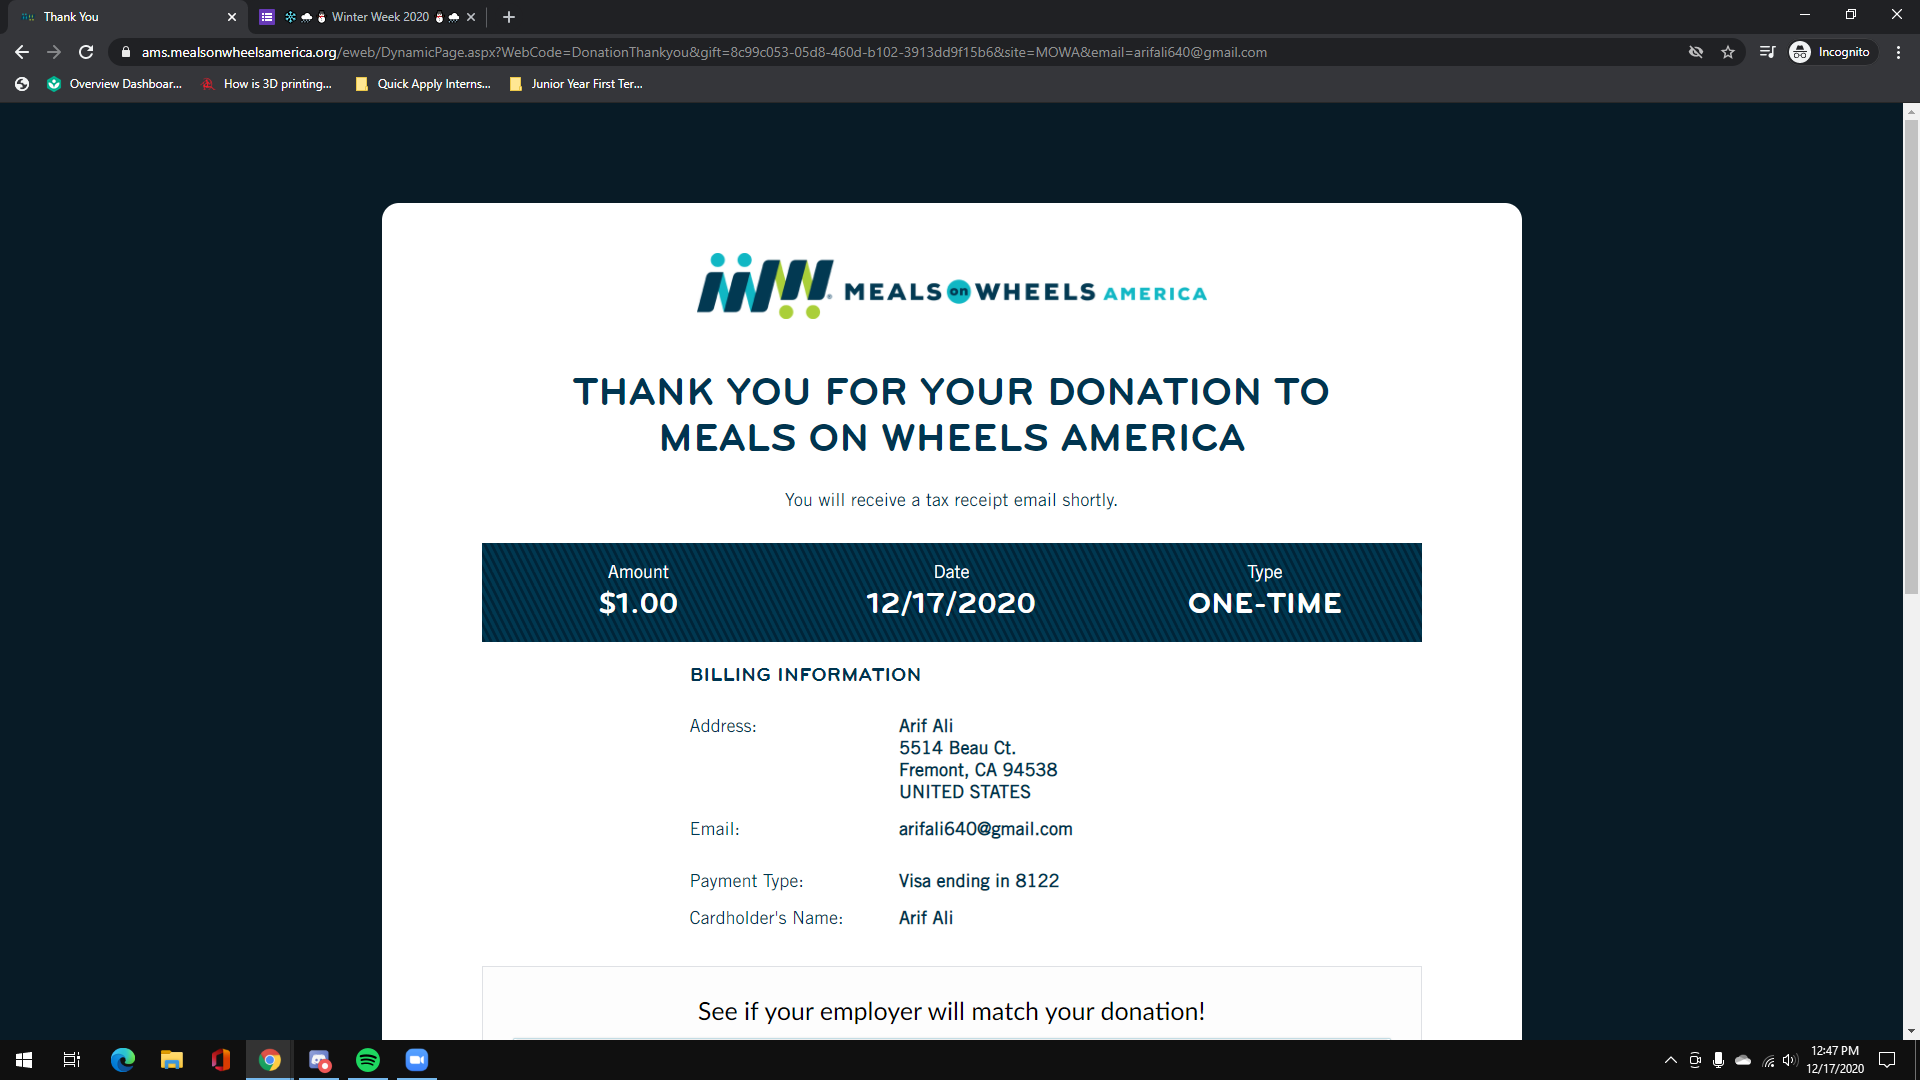 Thank You
Winter Week 2020
ams.mealsonwheelsamerica.org/eweb/DynamicPage.aspx?WebCode=DonationThankyou&gift=8c99c053-05d8-460d-b102-3913dd9f15b6&site=MOWA&email=arifali640@gmail.com
Incognito
Overview Dashboar...
How is 3D printing...
Quick Apply Interns...
Junior Year First Ter...
MEALS on WHEELS AMERICA
THANK YOU FOR YOUR DONATION TO
MEALS ON WHEELS AMERICA
You will receive a tax receipt email shortly.
Amount
$1.00
Date
12/17/2020
Type
ONE-TIME
BILLING INFORMATION
Address:
Arif Ali
5514 Beau Ct.
Fremont, CA 94538
UNITED STATES
Email:
arifali640@gmail.com
Payment Type:
Visa ending in 8122
Cardholder's Name:
Arif Ali
See if your employer will match your donation!
12:47 PM
12/17/2020